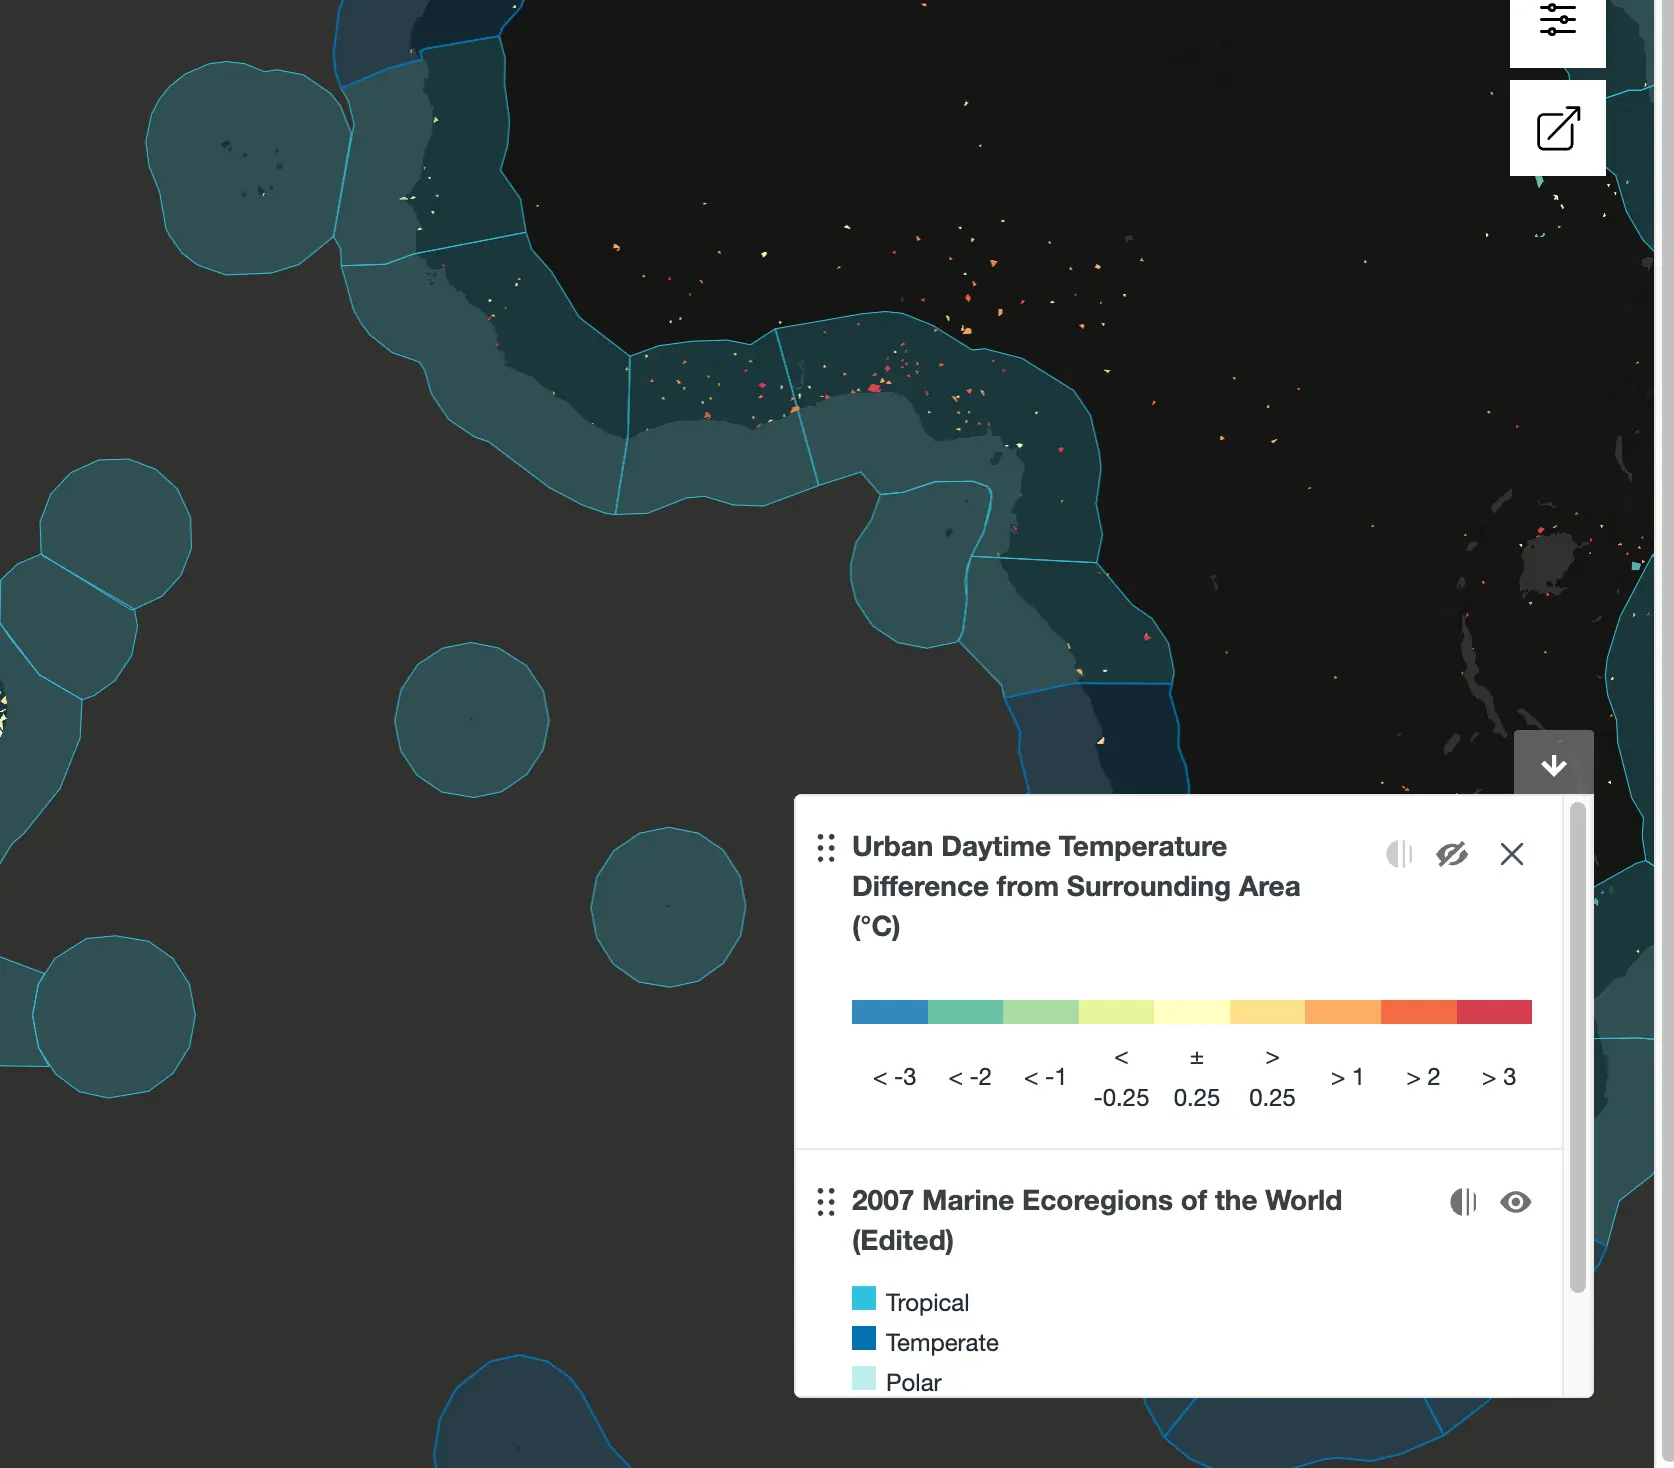 Urban Daytime Temperature
Difference from Surrounding Area
(°C)
< -3 < -2 < -1 < -0.25 ± 0.25 > 0.25 > 1 > 2 > 3
2007 Marine Ecoregions of the World
(Edited)
Tropical
Temperate
Polar